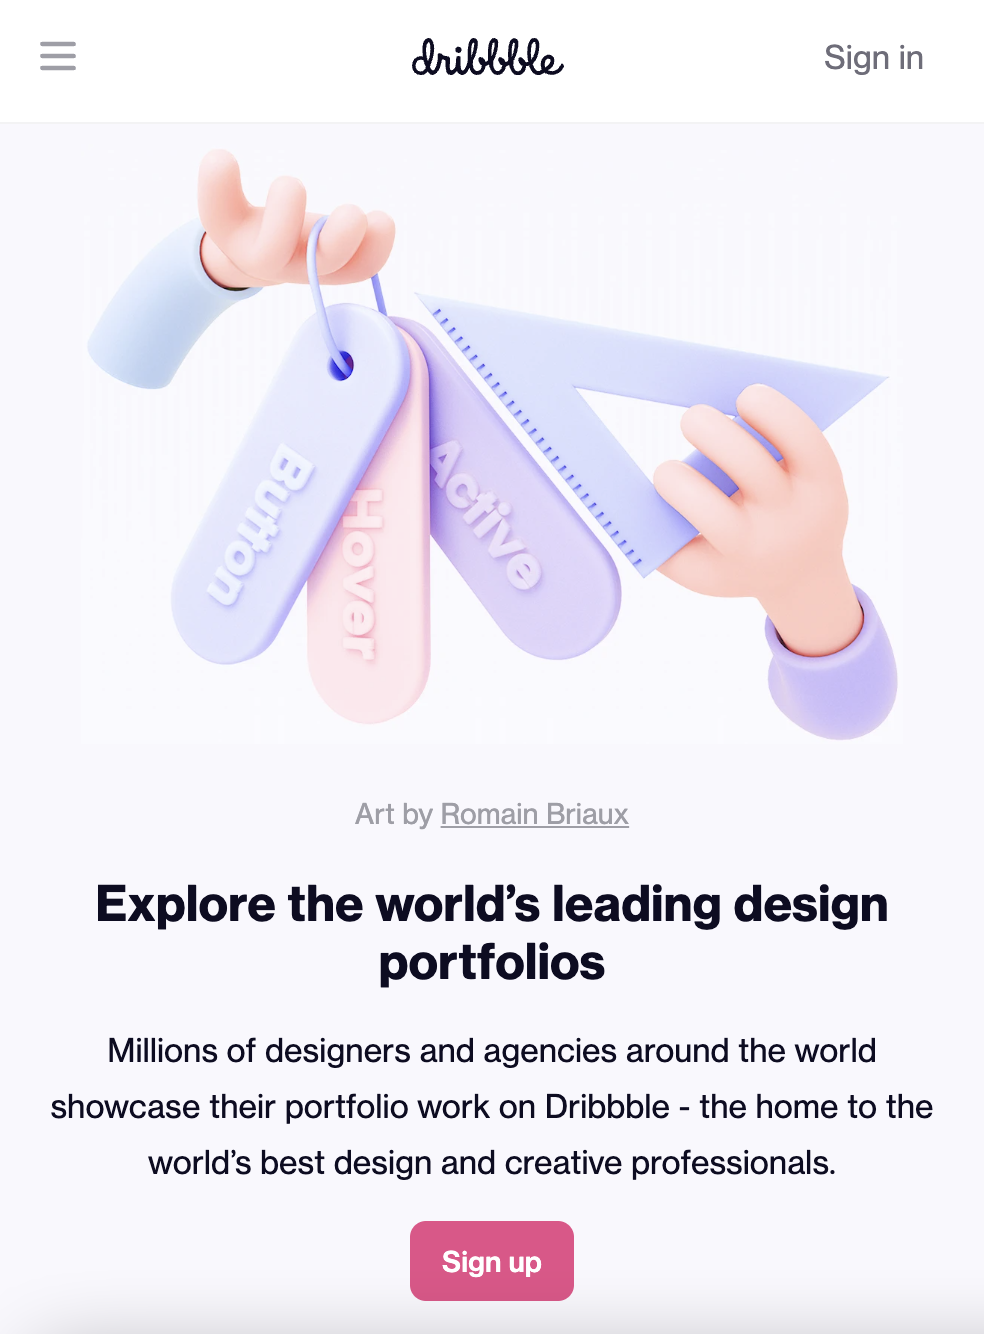 dribbble
Sign in
Button
Hover
Active
Art by Romain Briaux
Explore the world’s leading design
portfolios
Millions of designers and agencies around the world
showcase their portfolio work on Dribbble - the home to the
world’s best design and creative professionals.
Sign up